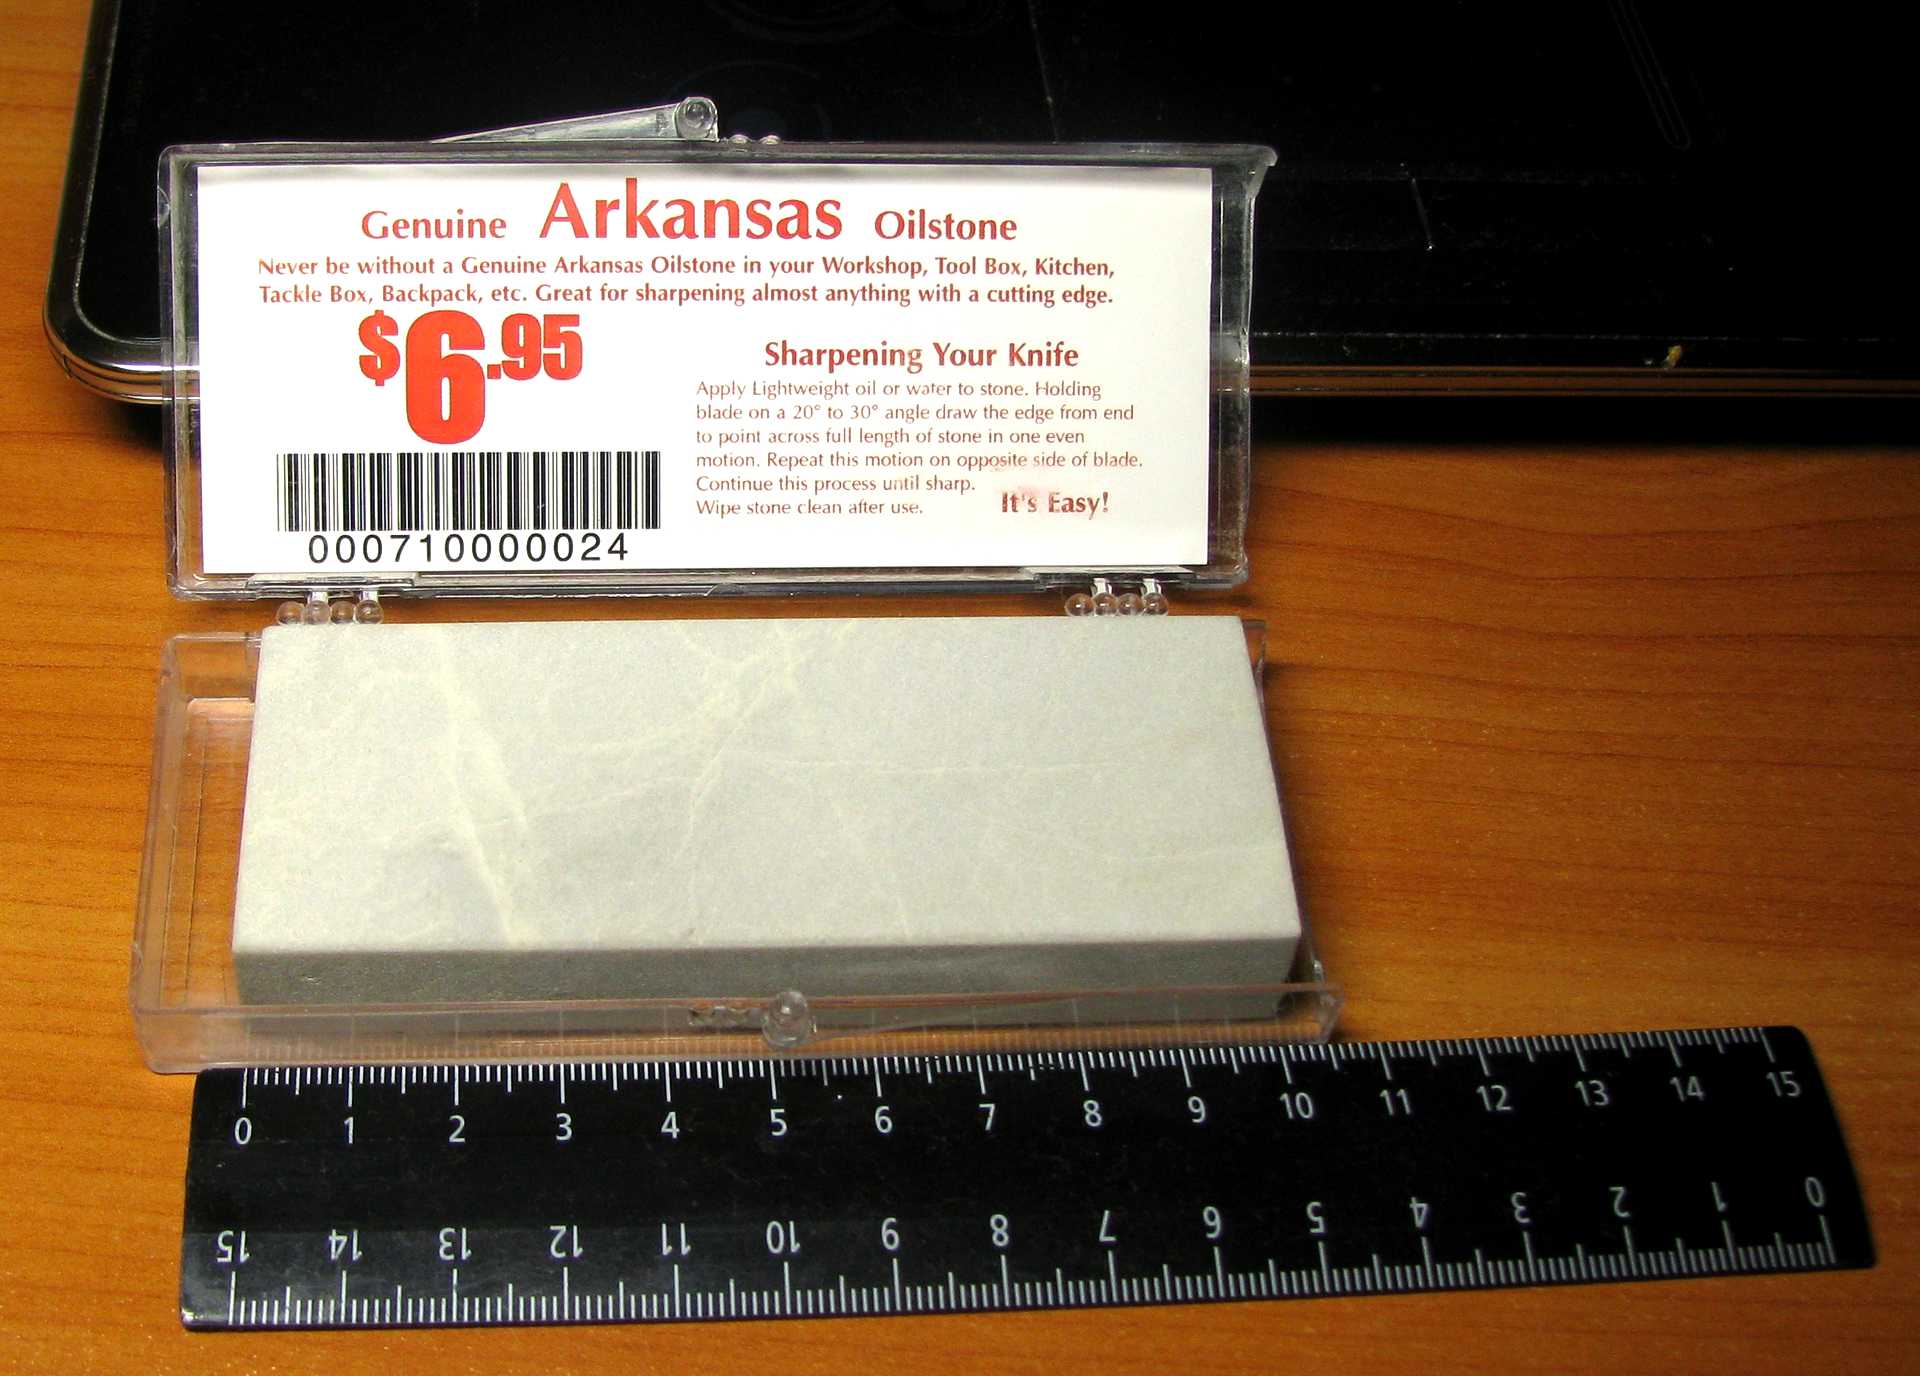 Genuine Arkansas Oilstone
Never be without a Genuine Arkansas Oilstone in your Workshop, Tool Box, Kitchen,
Tackle Box, Backpack, etc. Great for sharpening almost anything with a cutting edge.
$6.95
Sharpening Your Knife
Apply Lightweight oil or water to stone. Holding
blade on a 20° to 30° angle draw the edge from end
to point across full length of stone in one even
motion. Repeat this motion on opposite side of blade.
Continue this process until sharp.
Wipe stone clean after use.
It's Easy!
000710000024
0 1 2 3 4 5 6 7 8 9 10 11 12 13 14 15
15 14 13 12 11 10 9 8 7 6 5 4 3 2 1 0